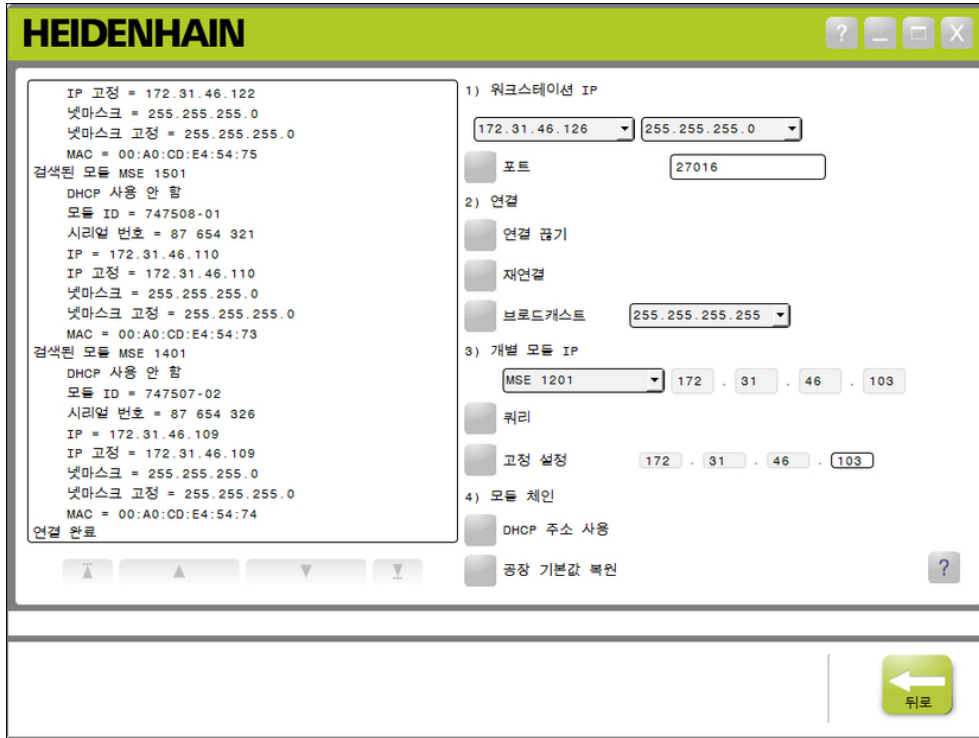 HEIDENHAIN
? X
IP 고정 = 172.31.46.122
넷마스크 = 255.255.255.0
넷마스크 고정 = 255.255.255.0
MAC = 00:A0:CD:E4:54:75
검색된 모듈 MSE 1501
DHCP 사용 안 함
모듈 ID = 747508-01
시리얼 번호 = 87 654 321
IP = 172.31.46.110
IP 고정 = 172.31.46.110
넷마스크 = 255.255.255.0
넷마스크 고정 = 255.255.255.0
MAC = 00:A0:CD:E4:54:73
검색된 모듈 MSE 1401
DHCP 사용 안 함
모듈 ID = 747507-02
시리얼 번호 = 87 654 326
IP = 172.31.46.109
IP 고정 = 172.31.46.109
넷마스크 = 255.255.255.0
넷마스크 고정 = 255.255.255.0
MAC = 00:A0:CD:E4:54:74
연결 완료
1) 워크스테이션 IP
172.31.46.126 255.255.255.0
포트 27016
2) 연결
연결 끊기
재연결
브로드캐스트 255.255.255.255
3) 개별 모듈 IP
MSE 1201 172 . 31 . 46 . 103
쿼리
고정 설정 172 . 31 . 46 . 103
4) 모듈 체인
DHCP 주소 사용
공장 기본값 복원
?
뒤로